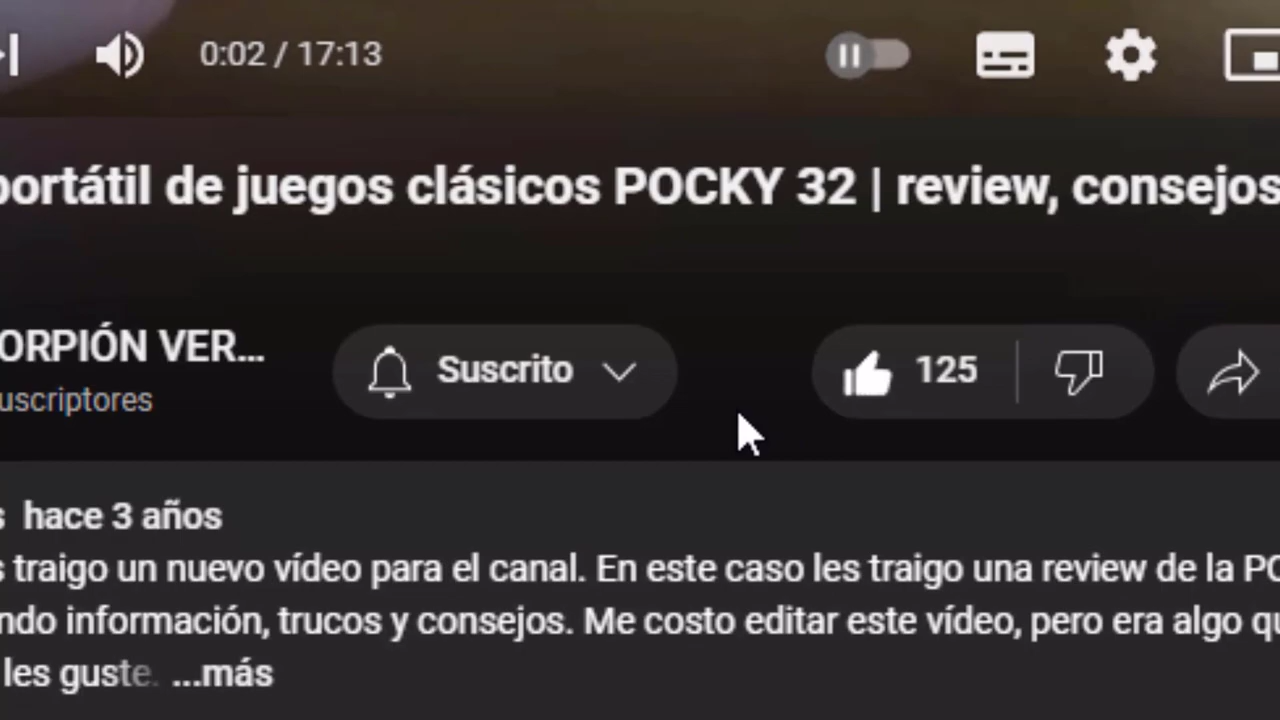 0:02 / 17:13
portátil de juegos clásicos POCKY 32 | review, consejos
ORPIÓN VER...
Suscrito
125
uscriptores
s hace 3 años
s traigo un nuevo vídeo para el canal. En este caso les traigo una review de la PO
ndo información, trucos y consejos. Me costo editar este vídeo, pero era algo qu
les guste. ...más